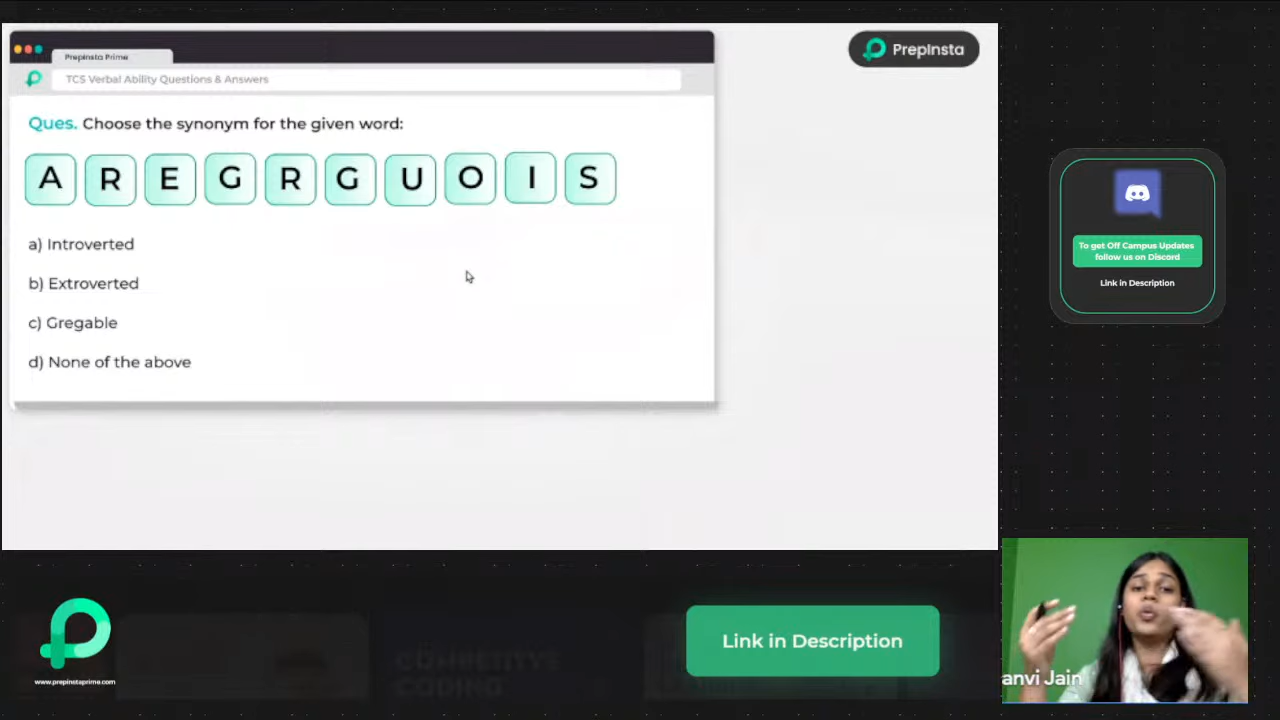 PrepInsta Prime
TCS Verbal Ability Questions & Answers
PrepInsta
Ques. Choose the synonym for the given word:
A R E G R G U O I S
a) Introverted
b) Extroverted
c) Gregable
d) None of the above
To get Off Campus Updates
follow us on Discord
Link in Description
Link in Description
COMPETITVE
CODING
www.prepinstaprime.com
anvi Jain